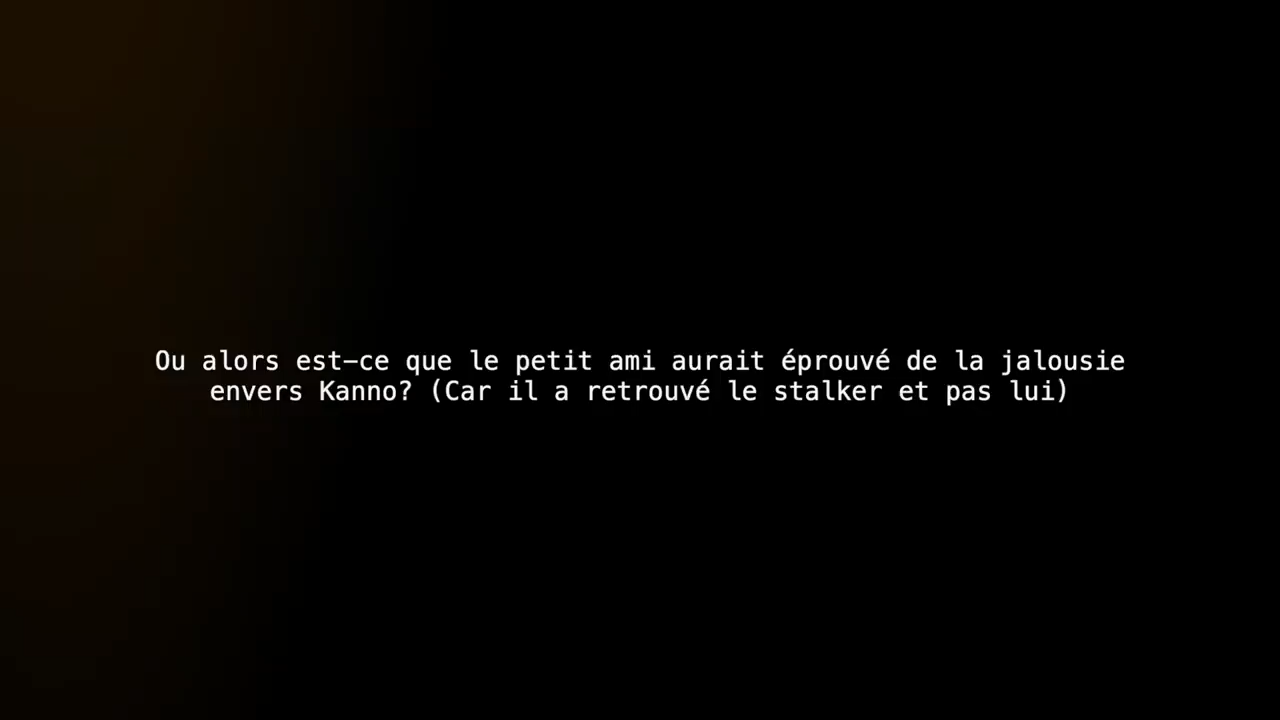 Ou alors est-ce que le petit ami aurait éprouvé de la jalousie
envers Kanno? (Car il a retrouvé le stalker et pas lui)